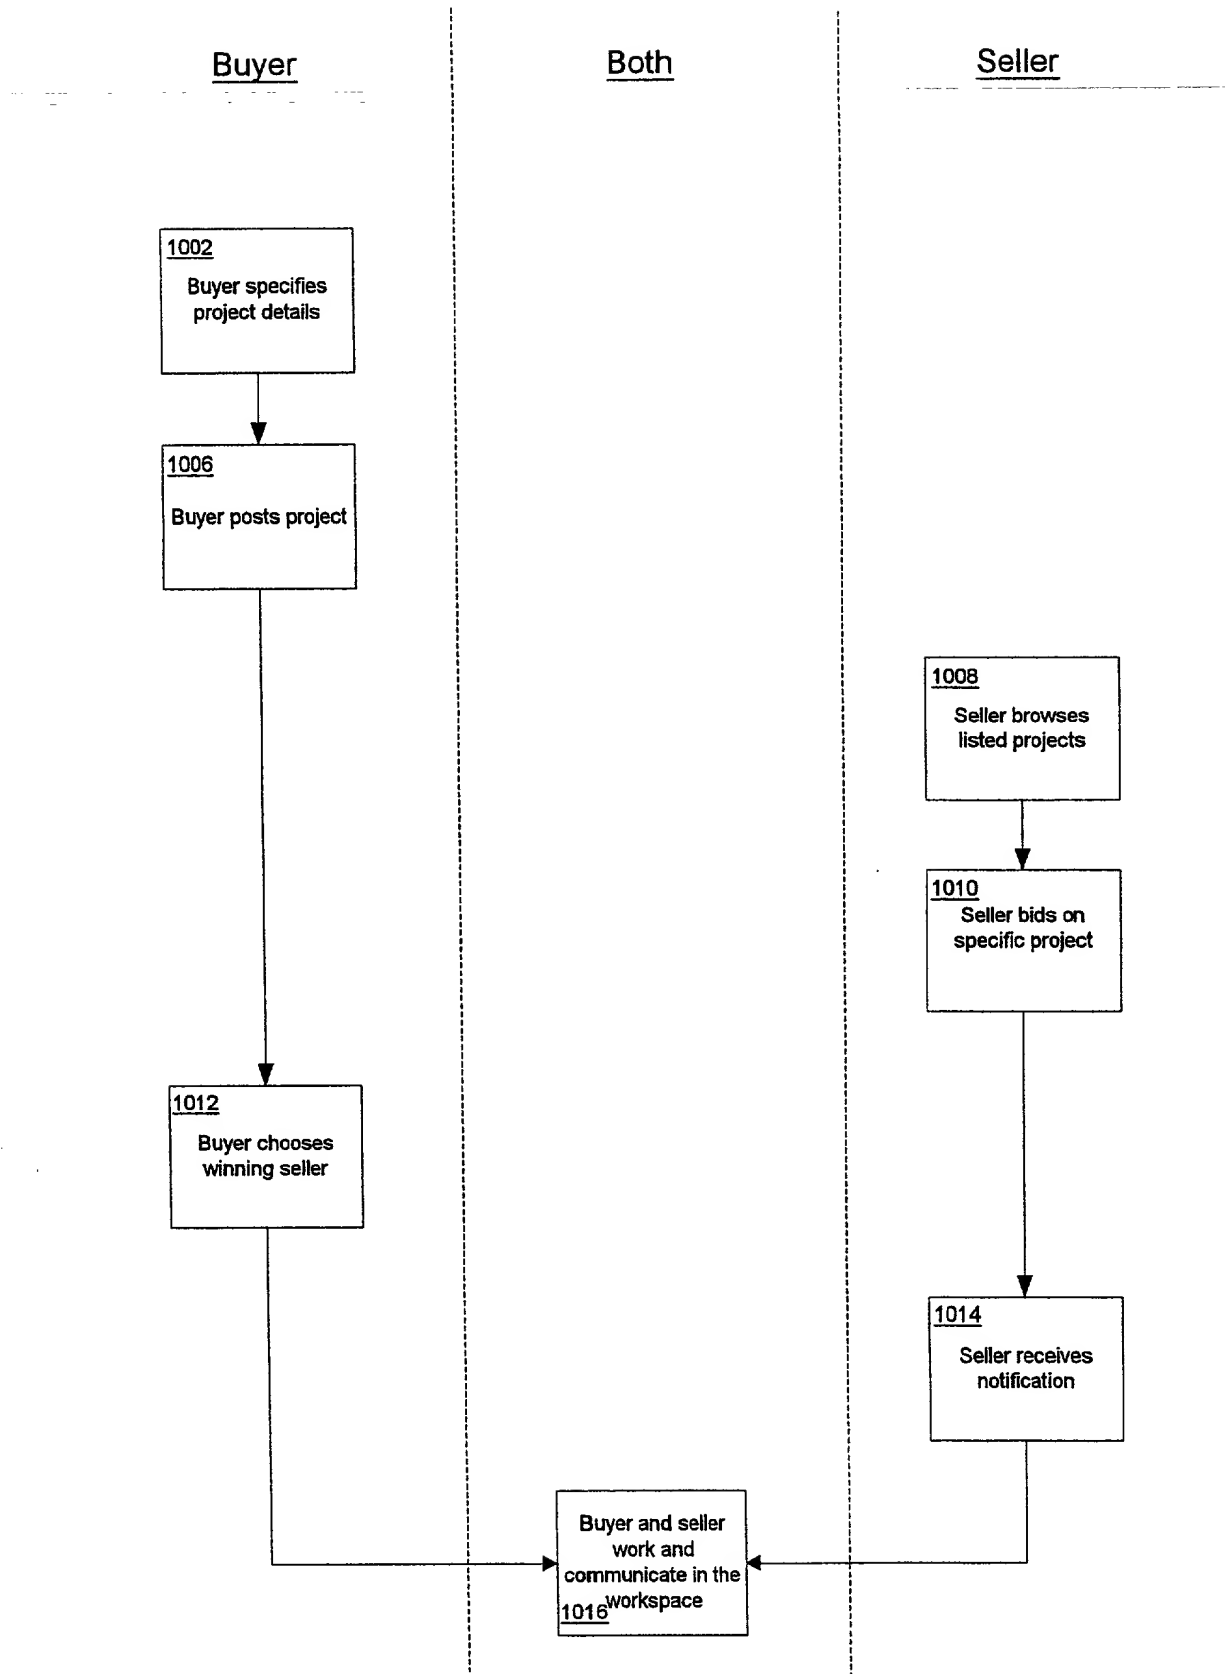 Buyer
Both
Seller
1002
Buyer specifies
project details
1006
Buyer posts project
1008
Seller browses
listed projects
1010
Seller bids on
specific project
1012
Buyer chooses
winning seller
1014
Seller receives
notification
Buyer and seller
work and
communicate in the
workspace
1016